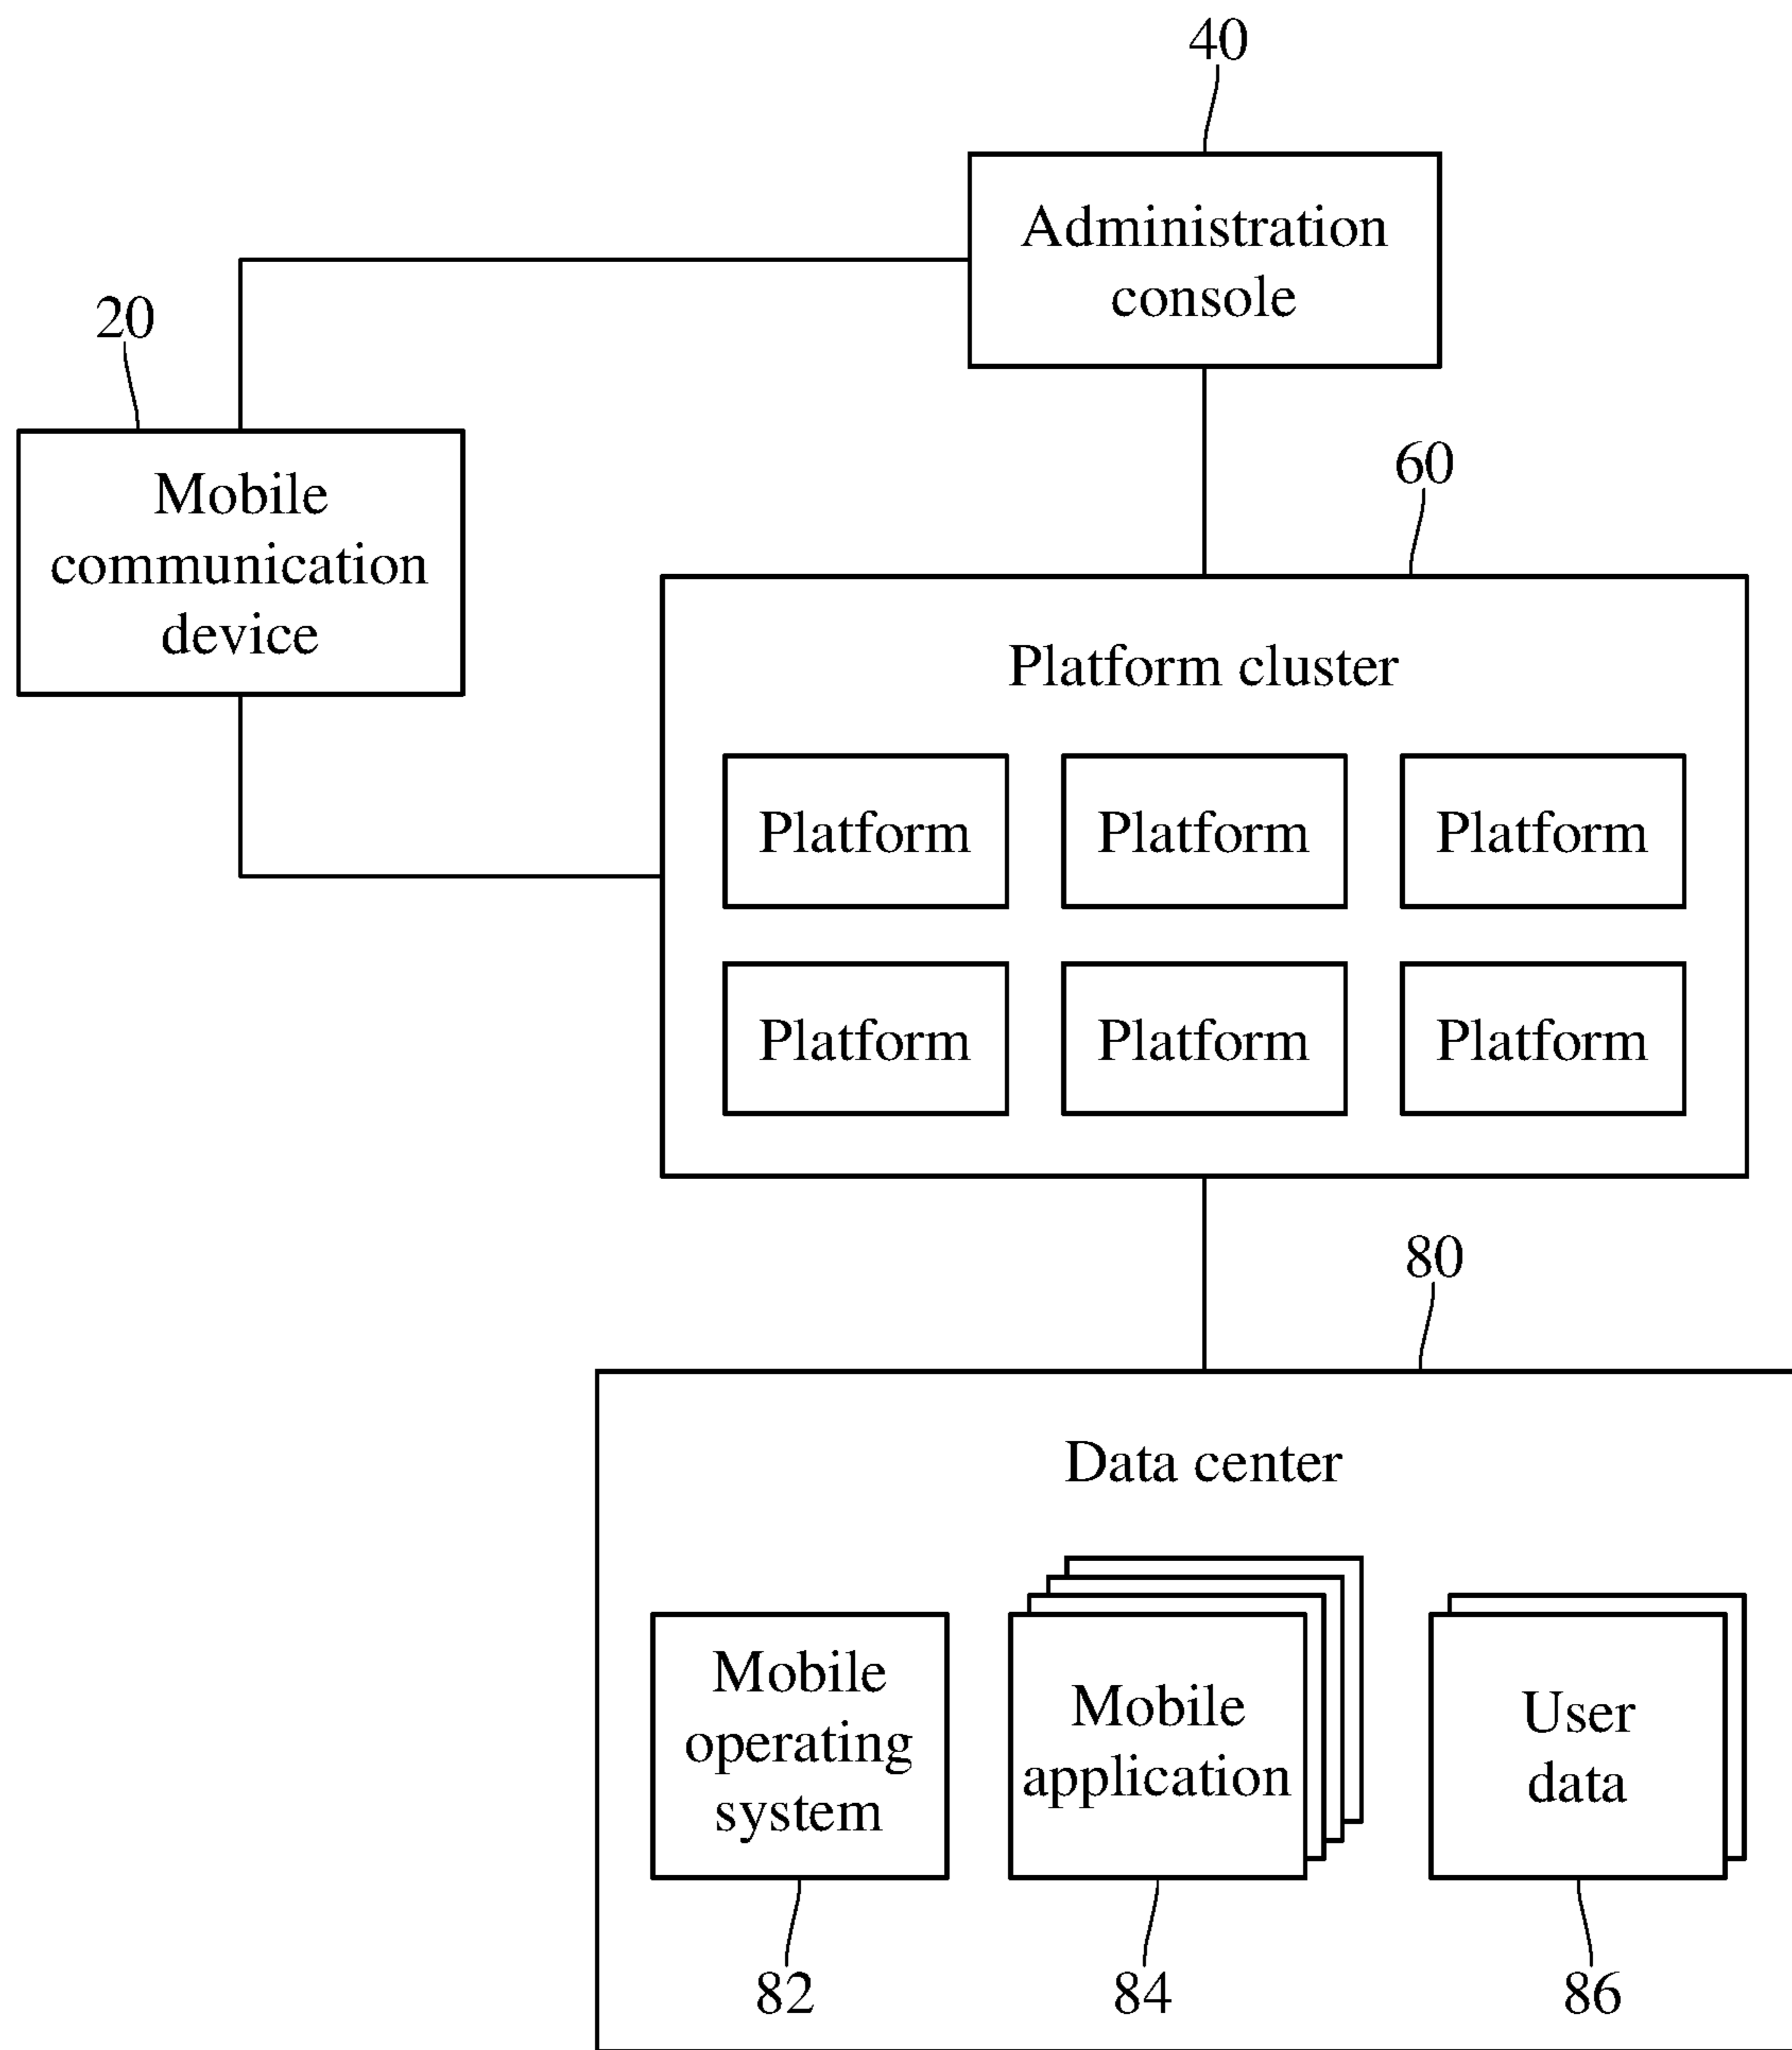 40
Administration
console
20
Mobile
communication
device
60
Platform cluster
Platform Platform Platform
Platform Platform Platform
80
Data center
Mobile
operating
system
Mobile
application
User
data
82 84 86